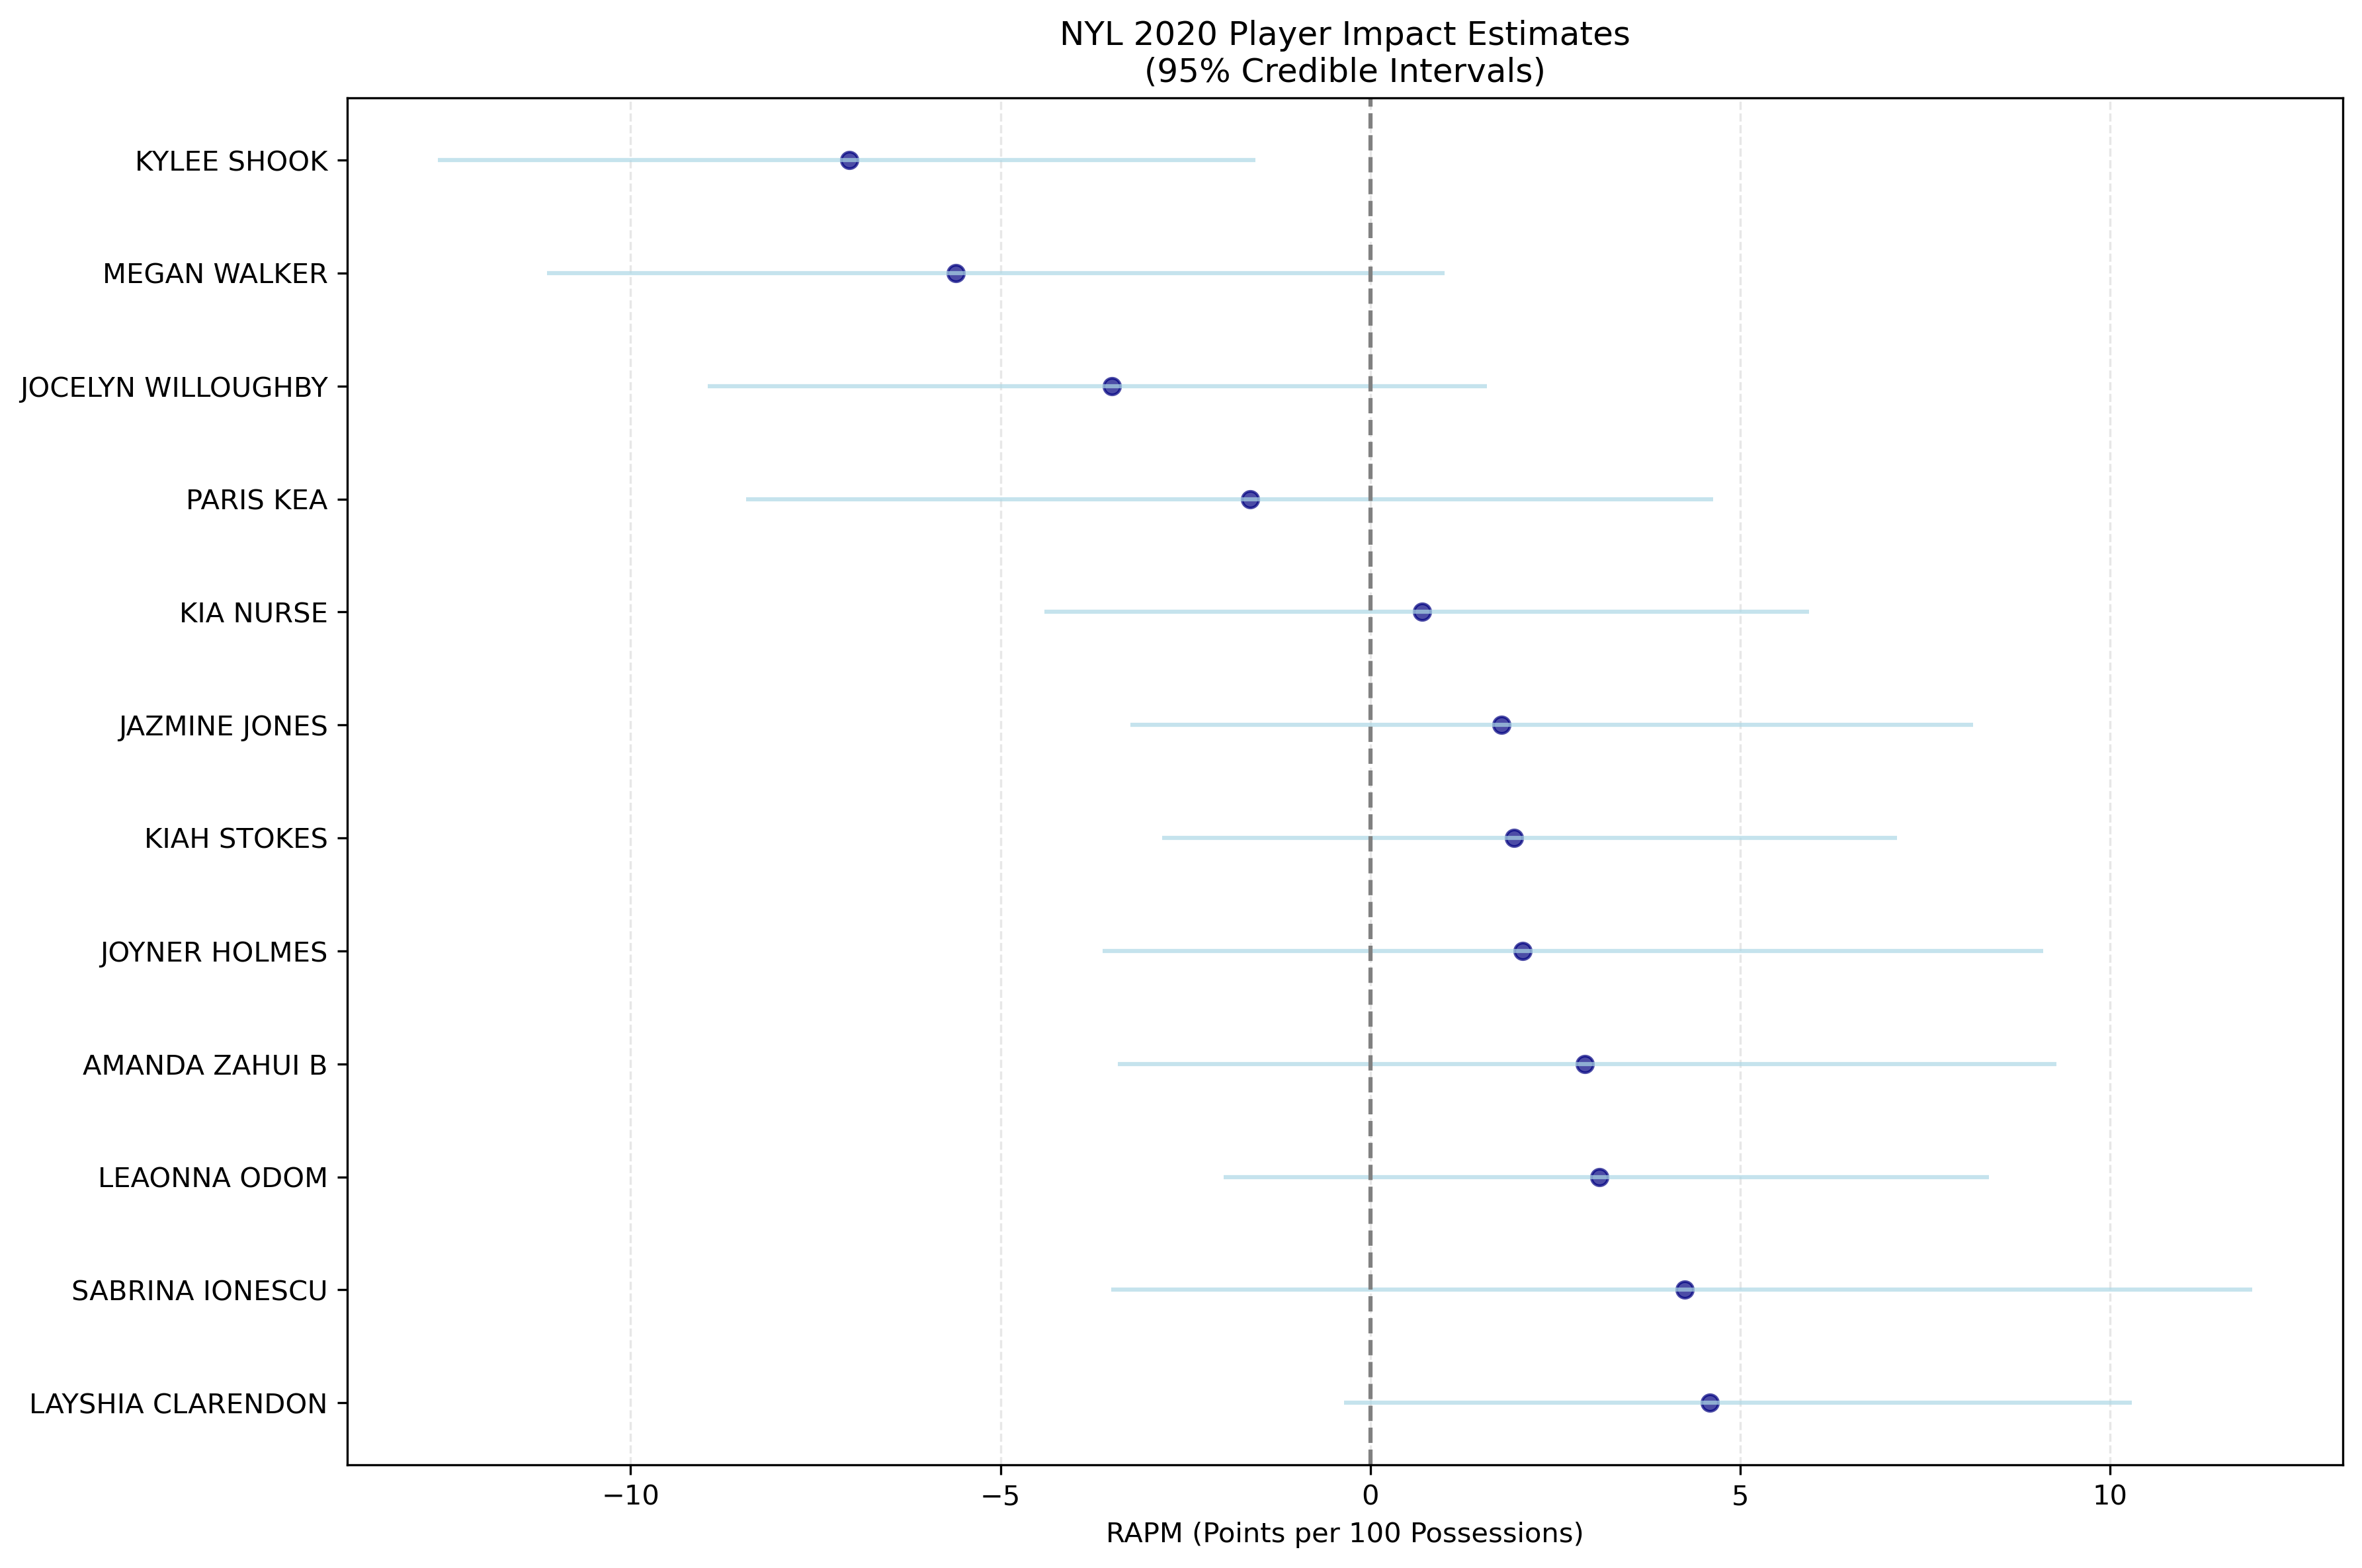 NYL 2020 Player Impact Estimates
(95% Credible Intervals)
KYLEE SHOOK
MEGAN WALKER
JOCELYN WILLOUGHBY
PARIS KEA
KIA NURSE
JAZMINE JONES
KIAH STOKES
JOYNER HOLMES
AMANDA ZAHUI B
LEAONNA ODOM
SABRINA IONESCU
LAYSHIA CLARENDON
−10 −5 0 5 10
RAPM (Points per 100 Possessions)